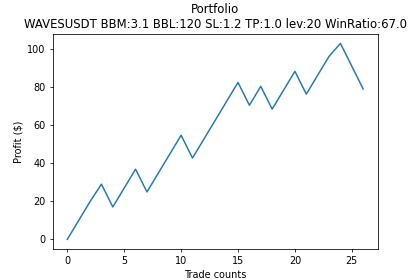 Portfolio
WAVESUSDT BBM:3.1 BBL:120 SL:1.2 TP:1.0 lev:20 WinRatio:67.0
100
80
60
40
20
0
Profit ($)
0 5 10 15 20 25
Trade counts